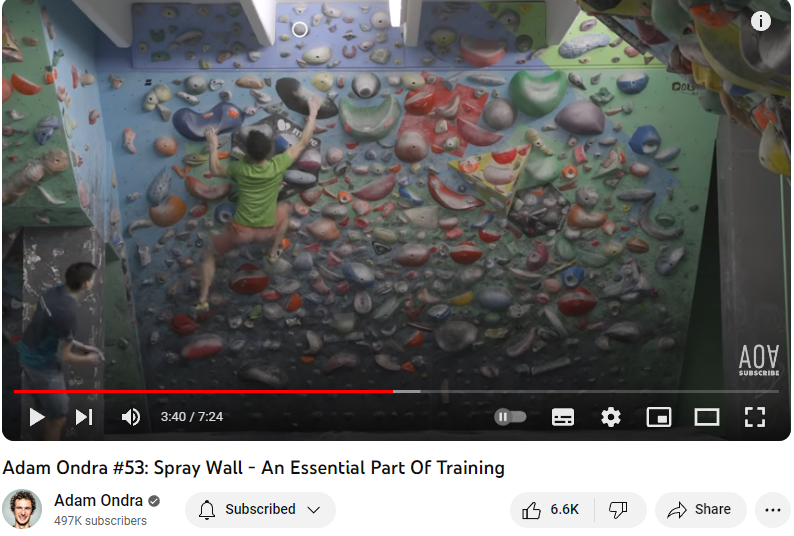 AOA
SUBSCRIBE
3:40 / 7:24
Adam Ondra #53: Spray Wall - An Essential Part Of Training
Adam Ondra
497K subscribers
Subscribed
6.6K
Share